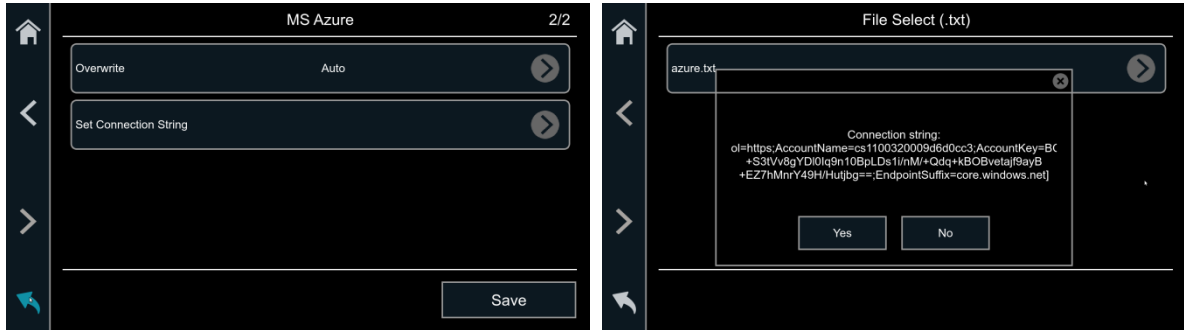 MS Azure 2/2
Overwrite Auto
Set Connection String
Save
File Select (.txt)
azure.txt
Connection string:
ol=https;AccountName=cs1100320009d6d0cc3;AccountKey=BC
+S3tVv8gYDl0Iq9n10BpLDs1i/nM/+Qdq+kBOBvetajf9ayB
+EZ7hMnrY49H/Hutjbg==;EndpointSuffix=core.windows.net]
Yes No